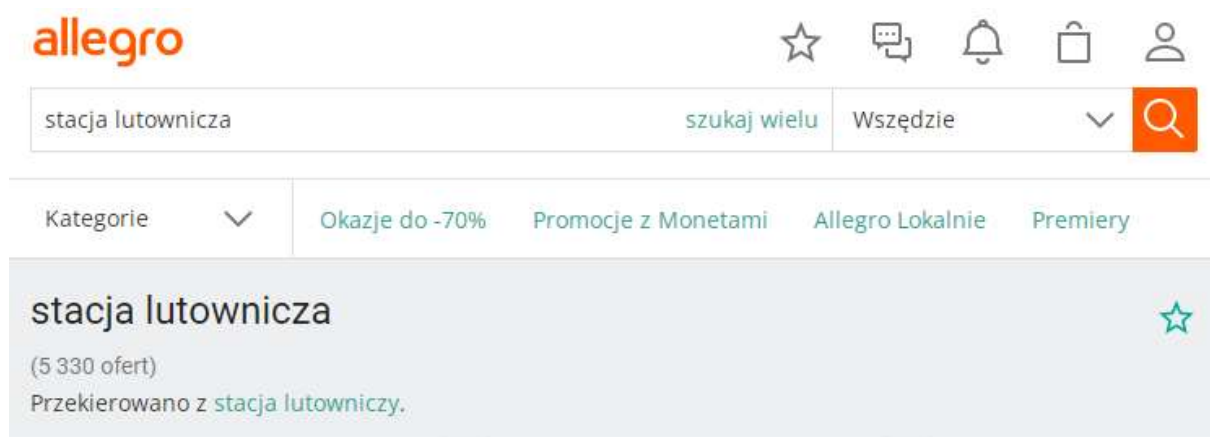 allegro
stacja lutownicza szukaj wielu Wszędzie
Kategorie Okazje do -70% Promocje z Monetami Allegro Lokalnie Premiery
stacja lutownicza
(5 330 ofert)
Przekierowano z stacja lutowniczy.